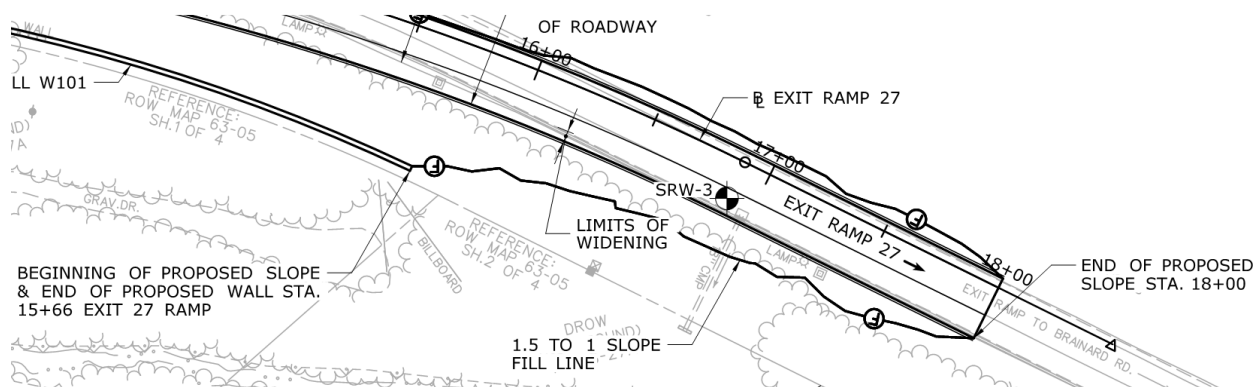 WALL
LAMP
OF ROADWAY
16+00
LL W101
REFERENCE:
ROW MAP 63-05
SH.1 OF 4
F
B EXIT RAMP 27
17+00
F
SRW-3
GRAV.DR.
EXIT RAMP 27
F
LIMITS OF
WIDENING
REFERENCE:
ROW MAP 63-05
SH.2 OF 4
BILLBOARD
LAMP
CMP
18+00
BEGINNING OF PROPOSED SLOPE
& END OF PROPOSED WALL STA.
15+66 EXIT 27 RAMP
END OF PROPOSED
SLOPE STA. 18+00
EXIT RAMP TO BRAINARD RD.
F
DROW
1.5 TO 1 SLOPE
FILL LINE